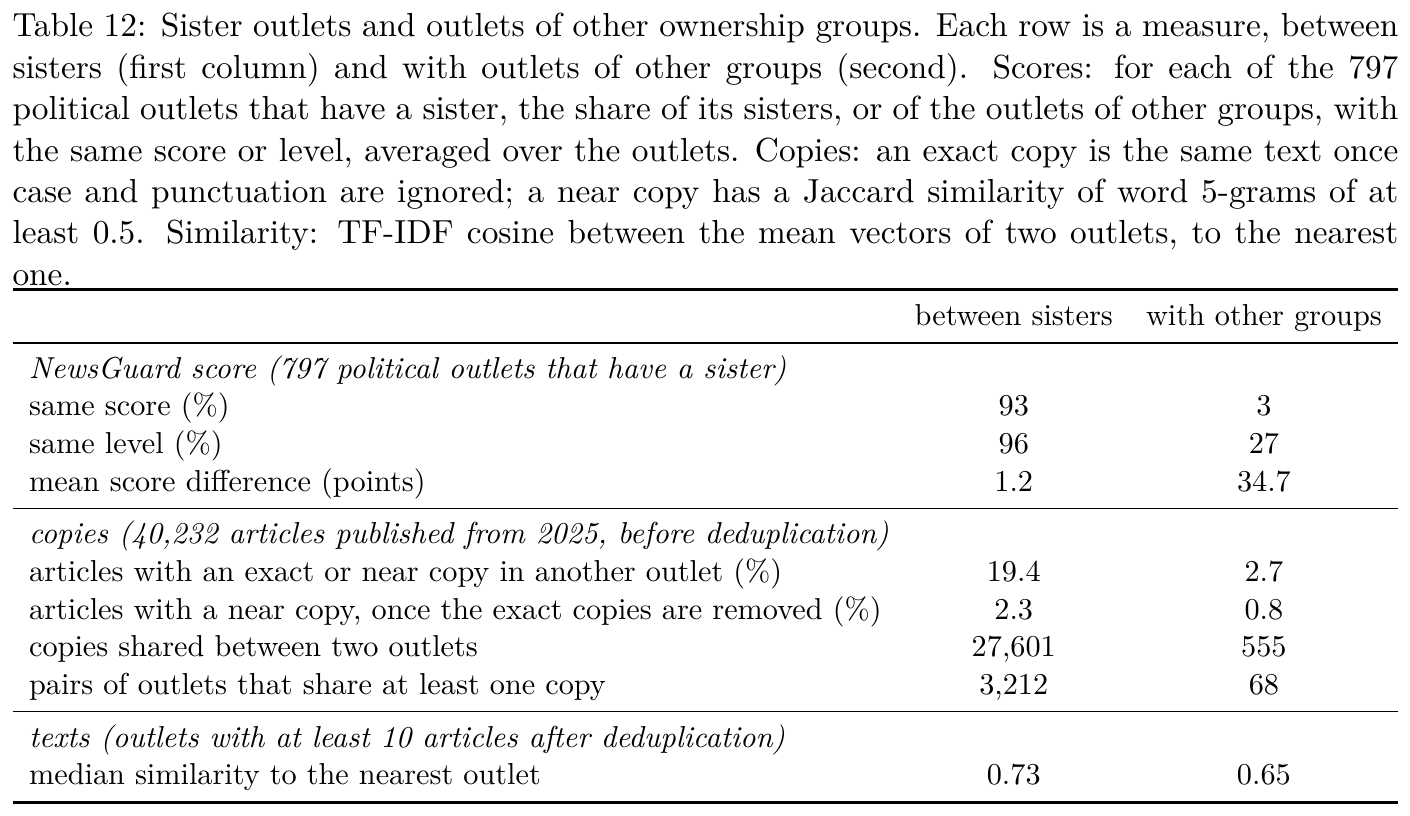 Table 12: Sister outlets and outlets of other ownership groups. Each row is a measure, between
sisters (first column) and with outlets of other groups (second). Scores: for each of the 797
political outlets that have a sister, the share of its sisters, or of the outlets of other groups, with
the same score or level, averaged over the outlets. Copies: an exact copy is the same text once
case and punctuation are ignored; a near copy has a Jaccard similarity of word 5-grams of at
least 0.5. Similarity: TF-IDF cosine between the mean vectors of two outlets, to the nearest
one.
between sisters with other groups
NewsGuard score (797 political outlets that have a sister)
same score (%) 93 3
same level (%) 96 27
mean score difference (points) 1.2 34.7
copies (40,232 articles published from 2025, before deduplication)
articles with an exact or near copy in another outlet (%) 19.4 2.7
articles with a near copy, once the exact copies are removed (%) 2.3 0.8
copies shared between two outlets 27,601 555
pairs of outlets that share at least one copy 3,212 68
texts (outlets with at least 10 articles after deduplication)
median similarity to the nearest outlet 0.73 0.65